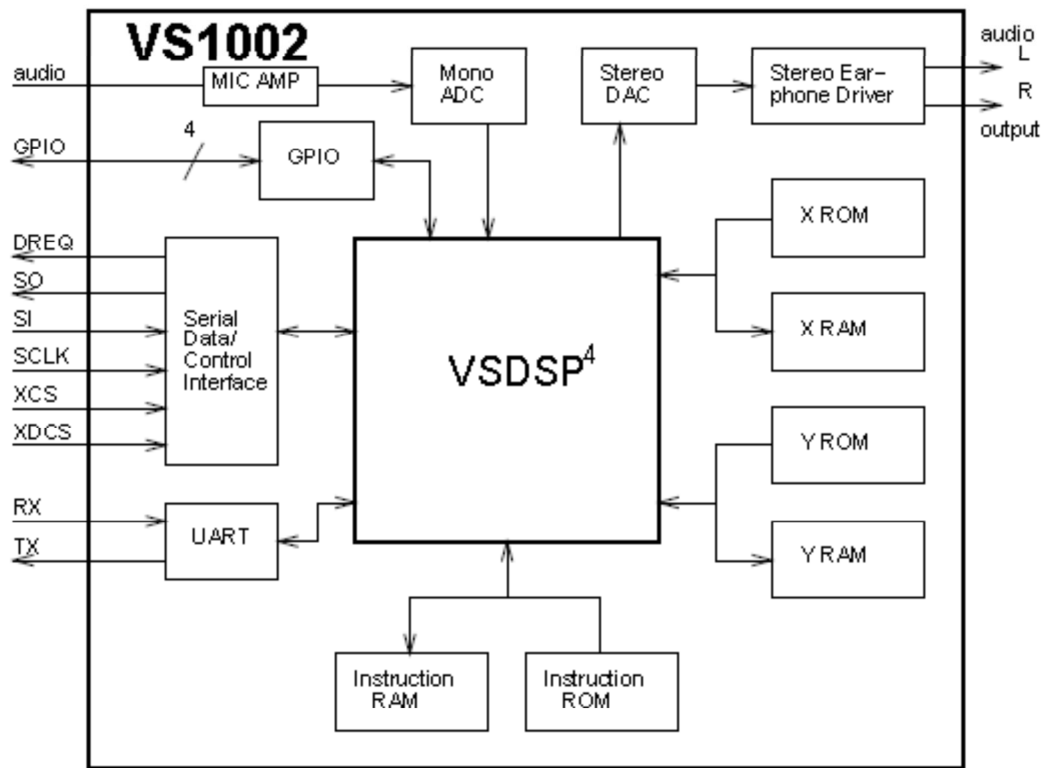 VS1002
audio
MIC AMP
Mono
ADC
Stereo
DAC
Stereo Ear-
phone Driver
audio
L
R
output
4
GPIO
GPIO
DREQ
SO
SI
SCLK
XCS
XDCS
Serial
Data/
Control
Interface
VSDSP4
X ROM
X RAM
Y ROM
Y RAM
RX
TX
UART
Instruction
RAM
Instruction
ROM